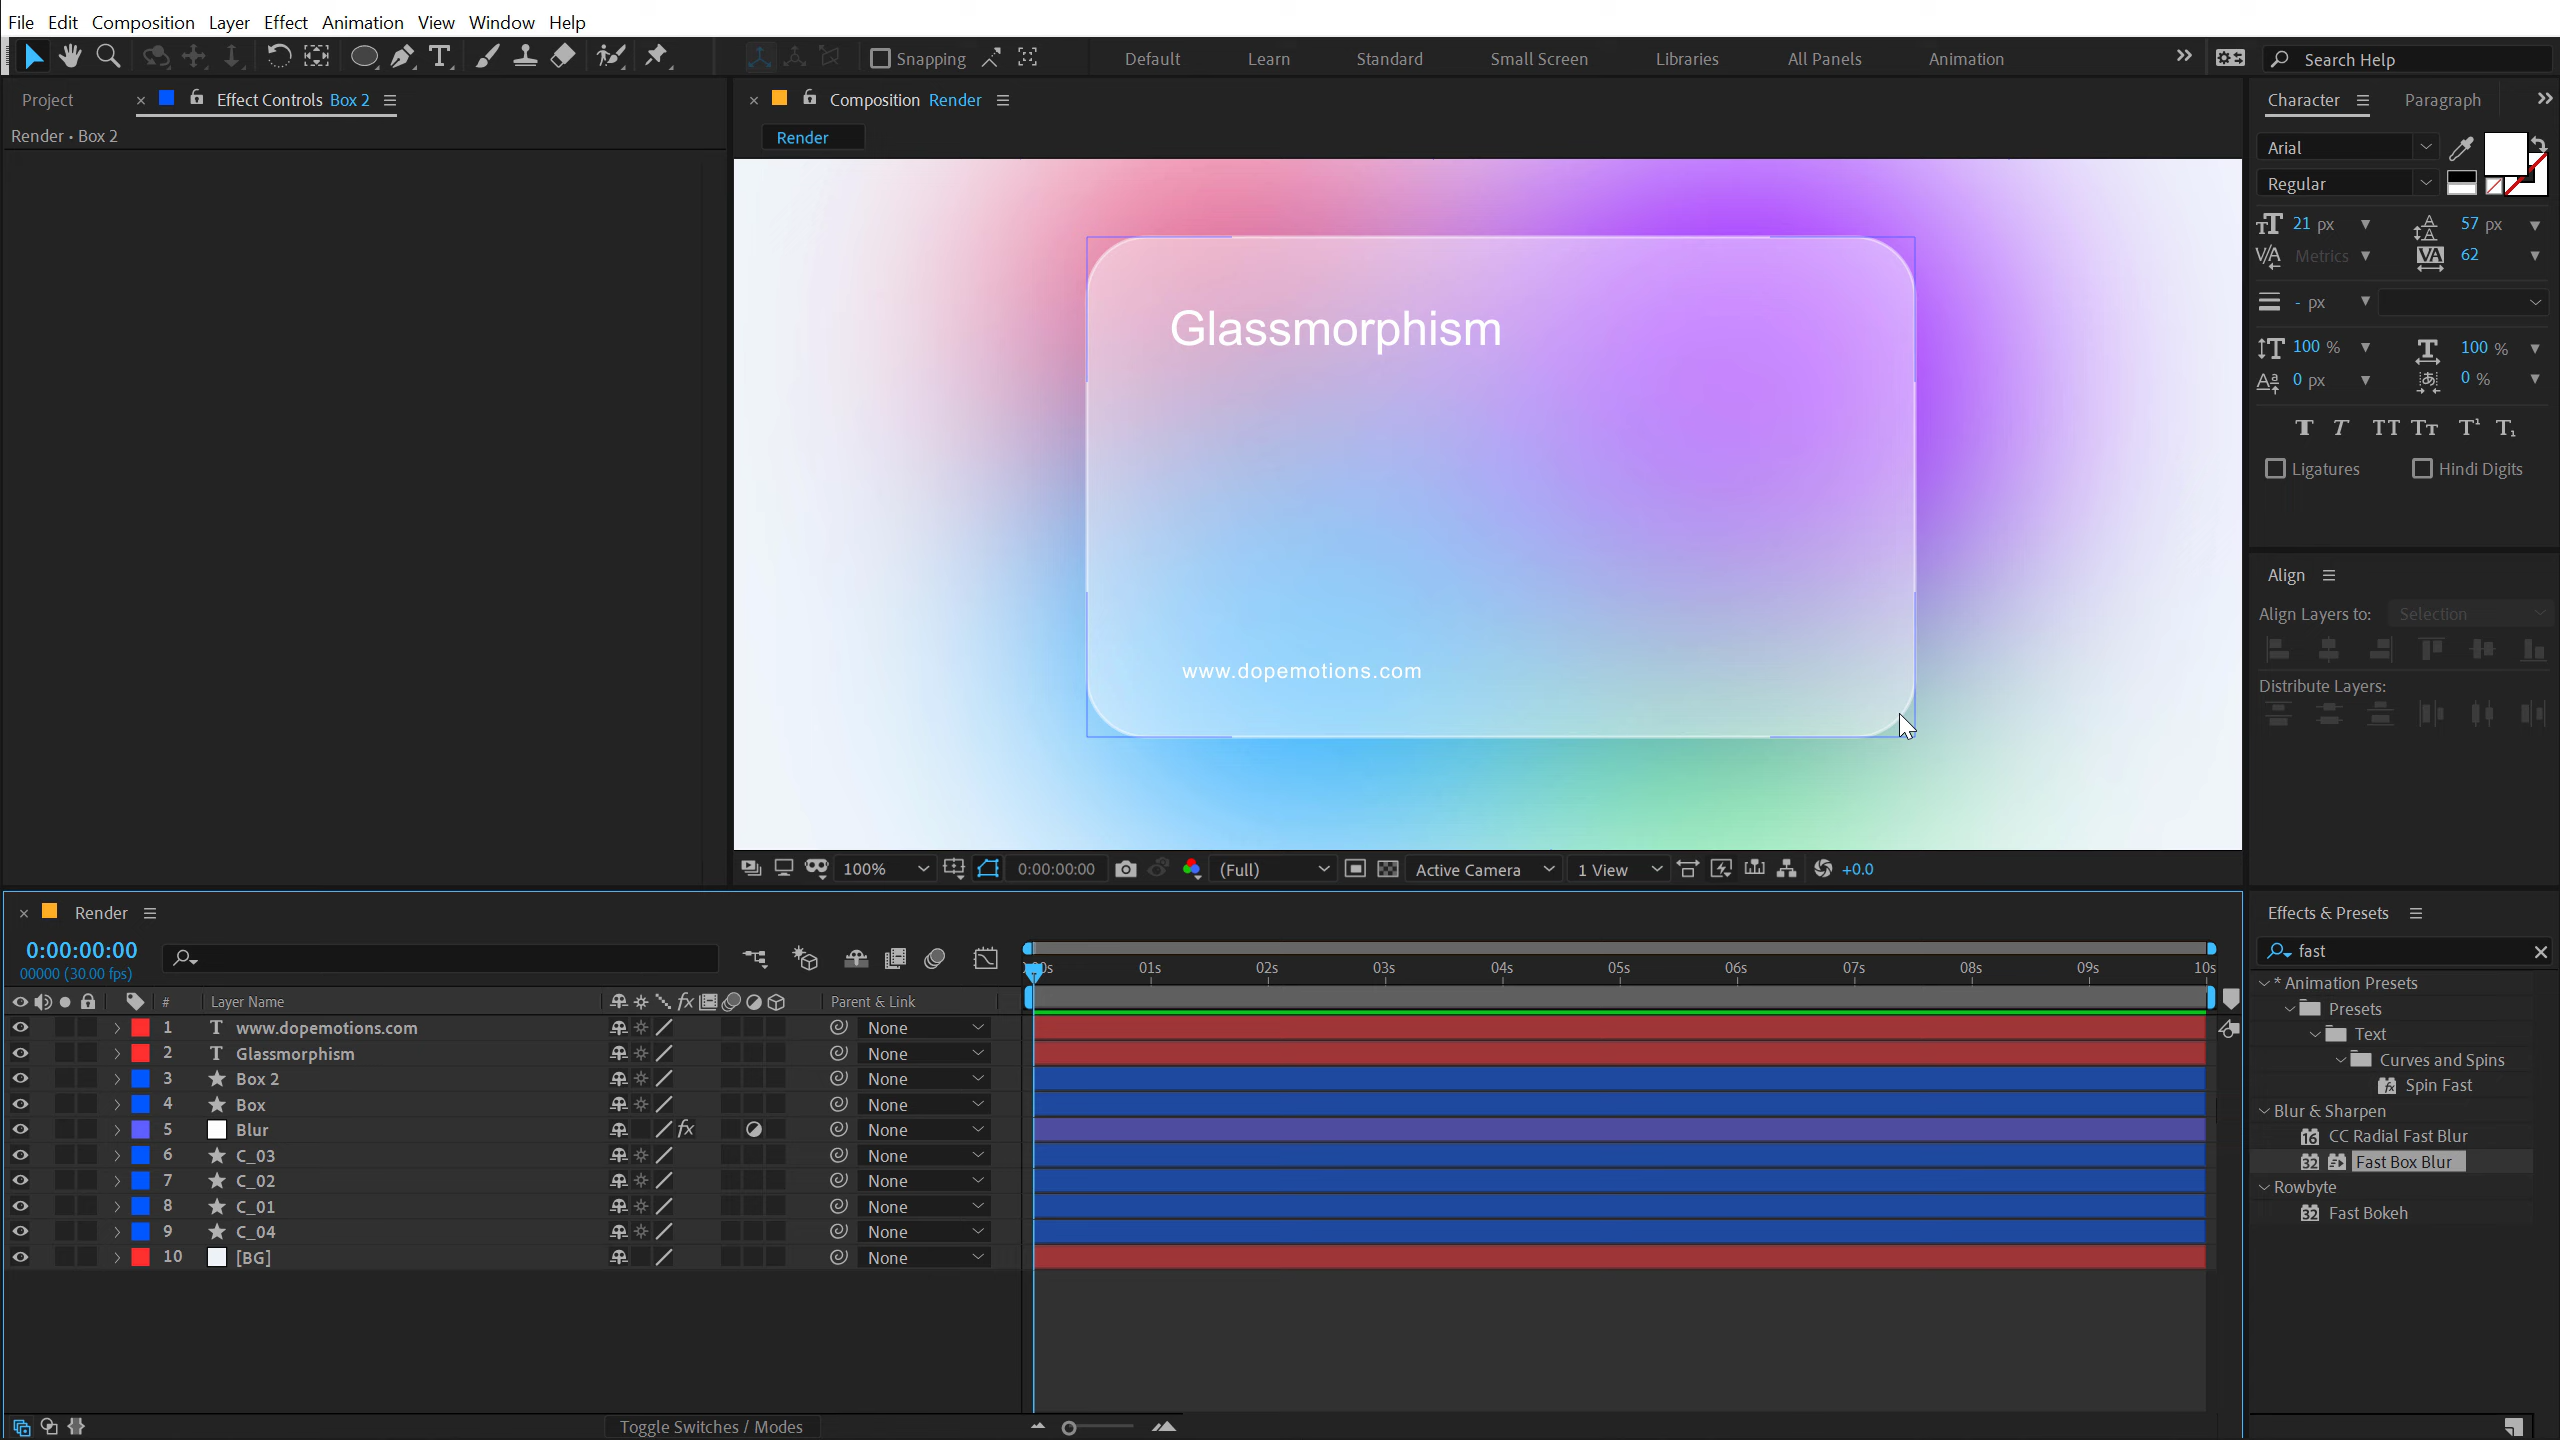 File Edit Composition Layer Effect Animation View Window Help
Snapping Default Learn Standard Small Screen Libraries All Panels Animation Search Help
Project Effect Controls Box 2 Composition Render Character Paragraph
Render • Box 2
Render
Arial
Regular
21 px 57 px
Metrics 62
- px
100 % 100 %
0 px 0 %
Ligatures Hindi Digits
Glassmorphism
www.dopemotions.com
Align
Align Layers to: Selection
Distribute Layers:
100% 0:00:00:00 (Full) Active Camera 1 View +0.0
Render
0:00:00:00
00000 (30.00 fps)
01s 02s 03s 04s 05s 06s 07s 08s 09s 10s
# Layer Name Parent & Link
1 www.dopemotions.com None
2 Glassmorphism None
3 Box 2 None
4 Box None
5 Blur None
6 C_03 None
7 C_02 None
8 C_01 None
9 C_04 None
10 [BG] None
Toggle Switches / Modes
Effects & Presets
fast
* Animation Presets
Presets
Text
Curves and Spins
Spin Fast
Blur & Sharpen
CC Radial Fast Blur
Fast Box Blur
Rowbyte
Fast Bokeh